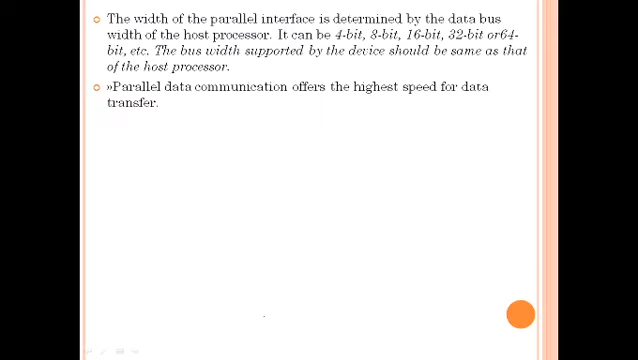 The width of the parallel interface is determined by the data bus
width of the host processor. It can be 4-bit, 8-bit, 16-bit, 32-bit or64-
bit, etc. The bus width supported by the device should be same as that
of the host processor.
»Parallel data communication offers the highest speed for data
transfer.